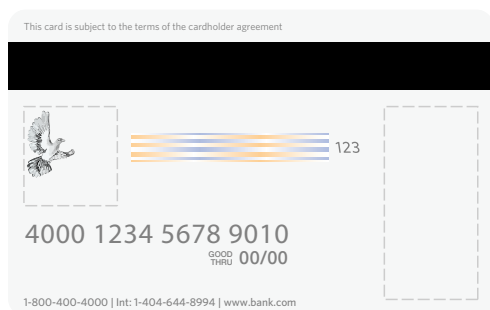 This card is subject to the terms of the cardholder agreement
123
4000 1234 5678 9010
GOOD THRU 00/00
1-800-400-4000 | Int: 1-404-644-8994 | www.bank.com